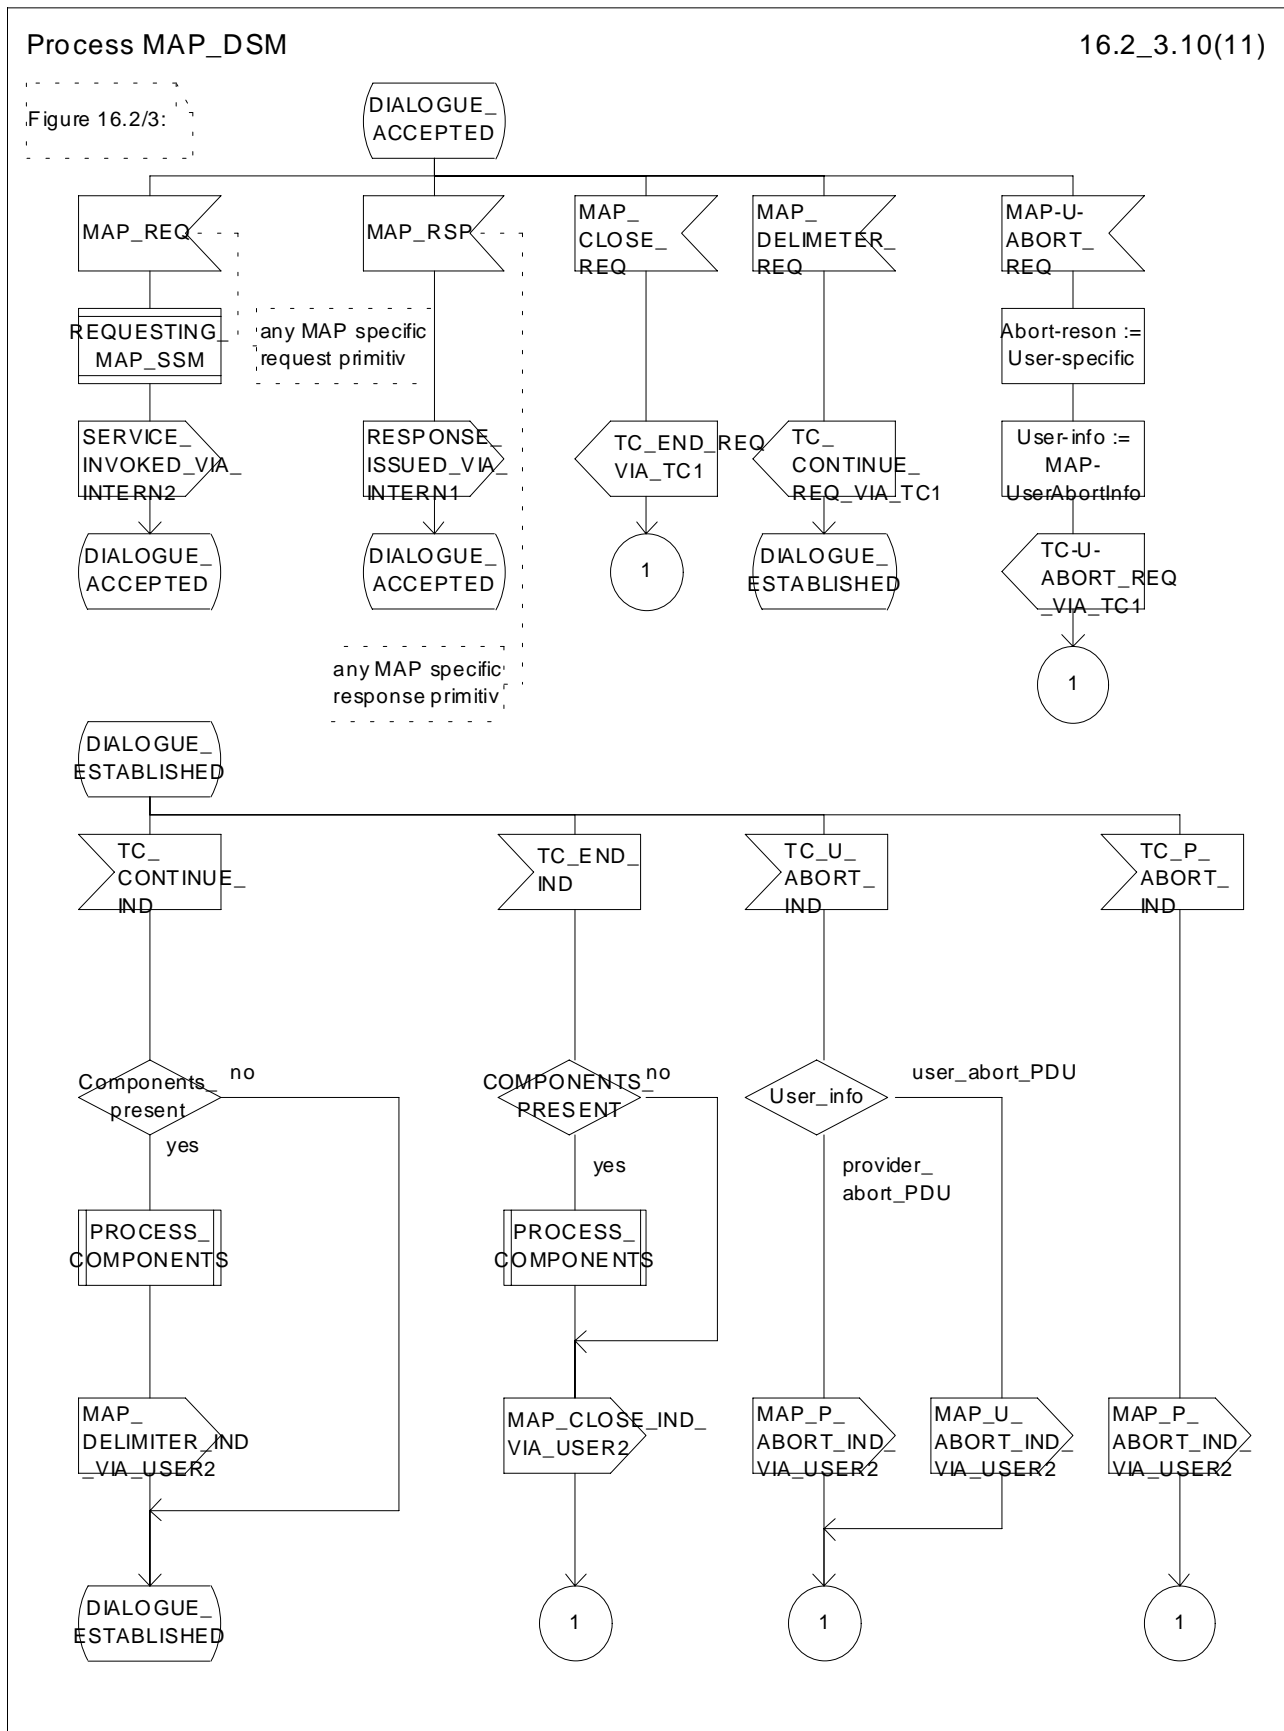 Process MAP_DSM
16.2_3.10(11)
Figure 16.2/3:
DIALOGUE_
ACCEPTED
MAP_REQ
MAP_RSP
MAP_
CLOSE_
REQ
MAP_
DELIMETER_
REQ
MAP-U-
ABORT_
REQ
REQUESTING_
MAP_SSM
any MAP specific
request primitiv
Abort-reson :=
User-specific
SERVICE_
INVOKED_VIA_
INTERN2
RESPONSE_
ISSUED_VIA_
INTERN1
TC_END_REQ
VIA_TC1
TC_
CONTINUE_
REQ_VIA_TC1
User-info :=
MAP-
UserAbortInfo
DIALOGUE_
ACCEPTED
DIALOGUE_
ACCEPTED
1
DIALOGUE_
ESTABLISHED
TC-U-
ABORT_REQ
_VIA_TC1
any MAP specific
response primitiv
1
DIALOGUE_
ESTABLISHED
TC_
CONTINUE_
IND
TC_END_
IND
TC_U_
ABORT_
IND
TC_P_
ABORT_
IND
Components_
present
no
yes
COMPONENTS_
PRESENT
no
yes
User_info
user_abort_PDU
provider_
abort_PDU
PROCESS_
COMPONENTS
PROCESS_
COMPONENTS
MAP_
DELIMITER_IND
_VIA_USER2
MAP_CLOSE_IND_
VIA_USER2
MAP_P_
ABORT_IND_
VIA_USER2
MAP_U_
ABORT_IND_
VIA_USER2
MAP_P_
ABORT_IND_
VIA_USER2
DIALOGUE_
ESTABLISHED
1
1
1